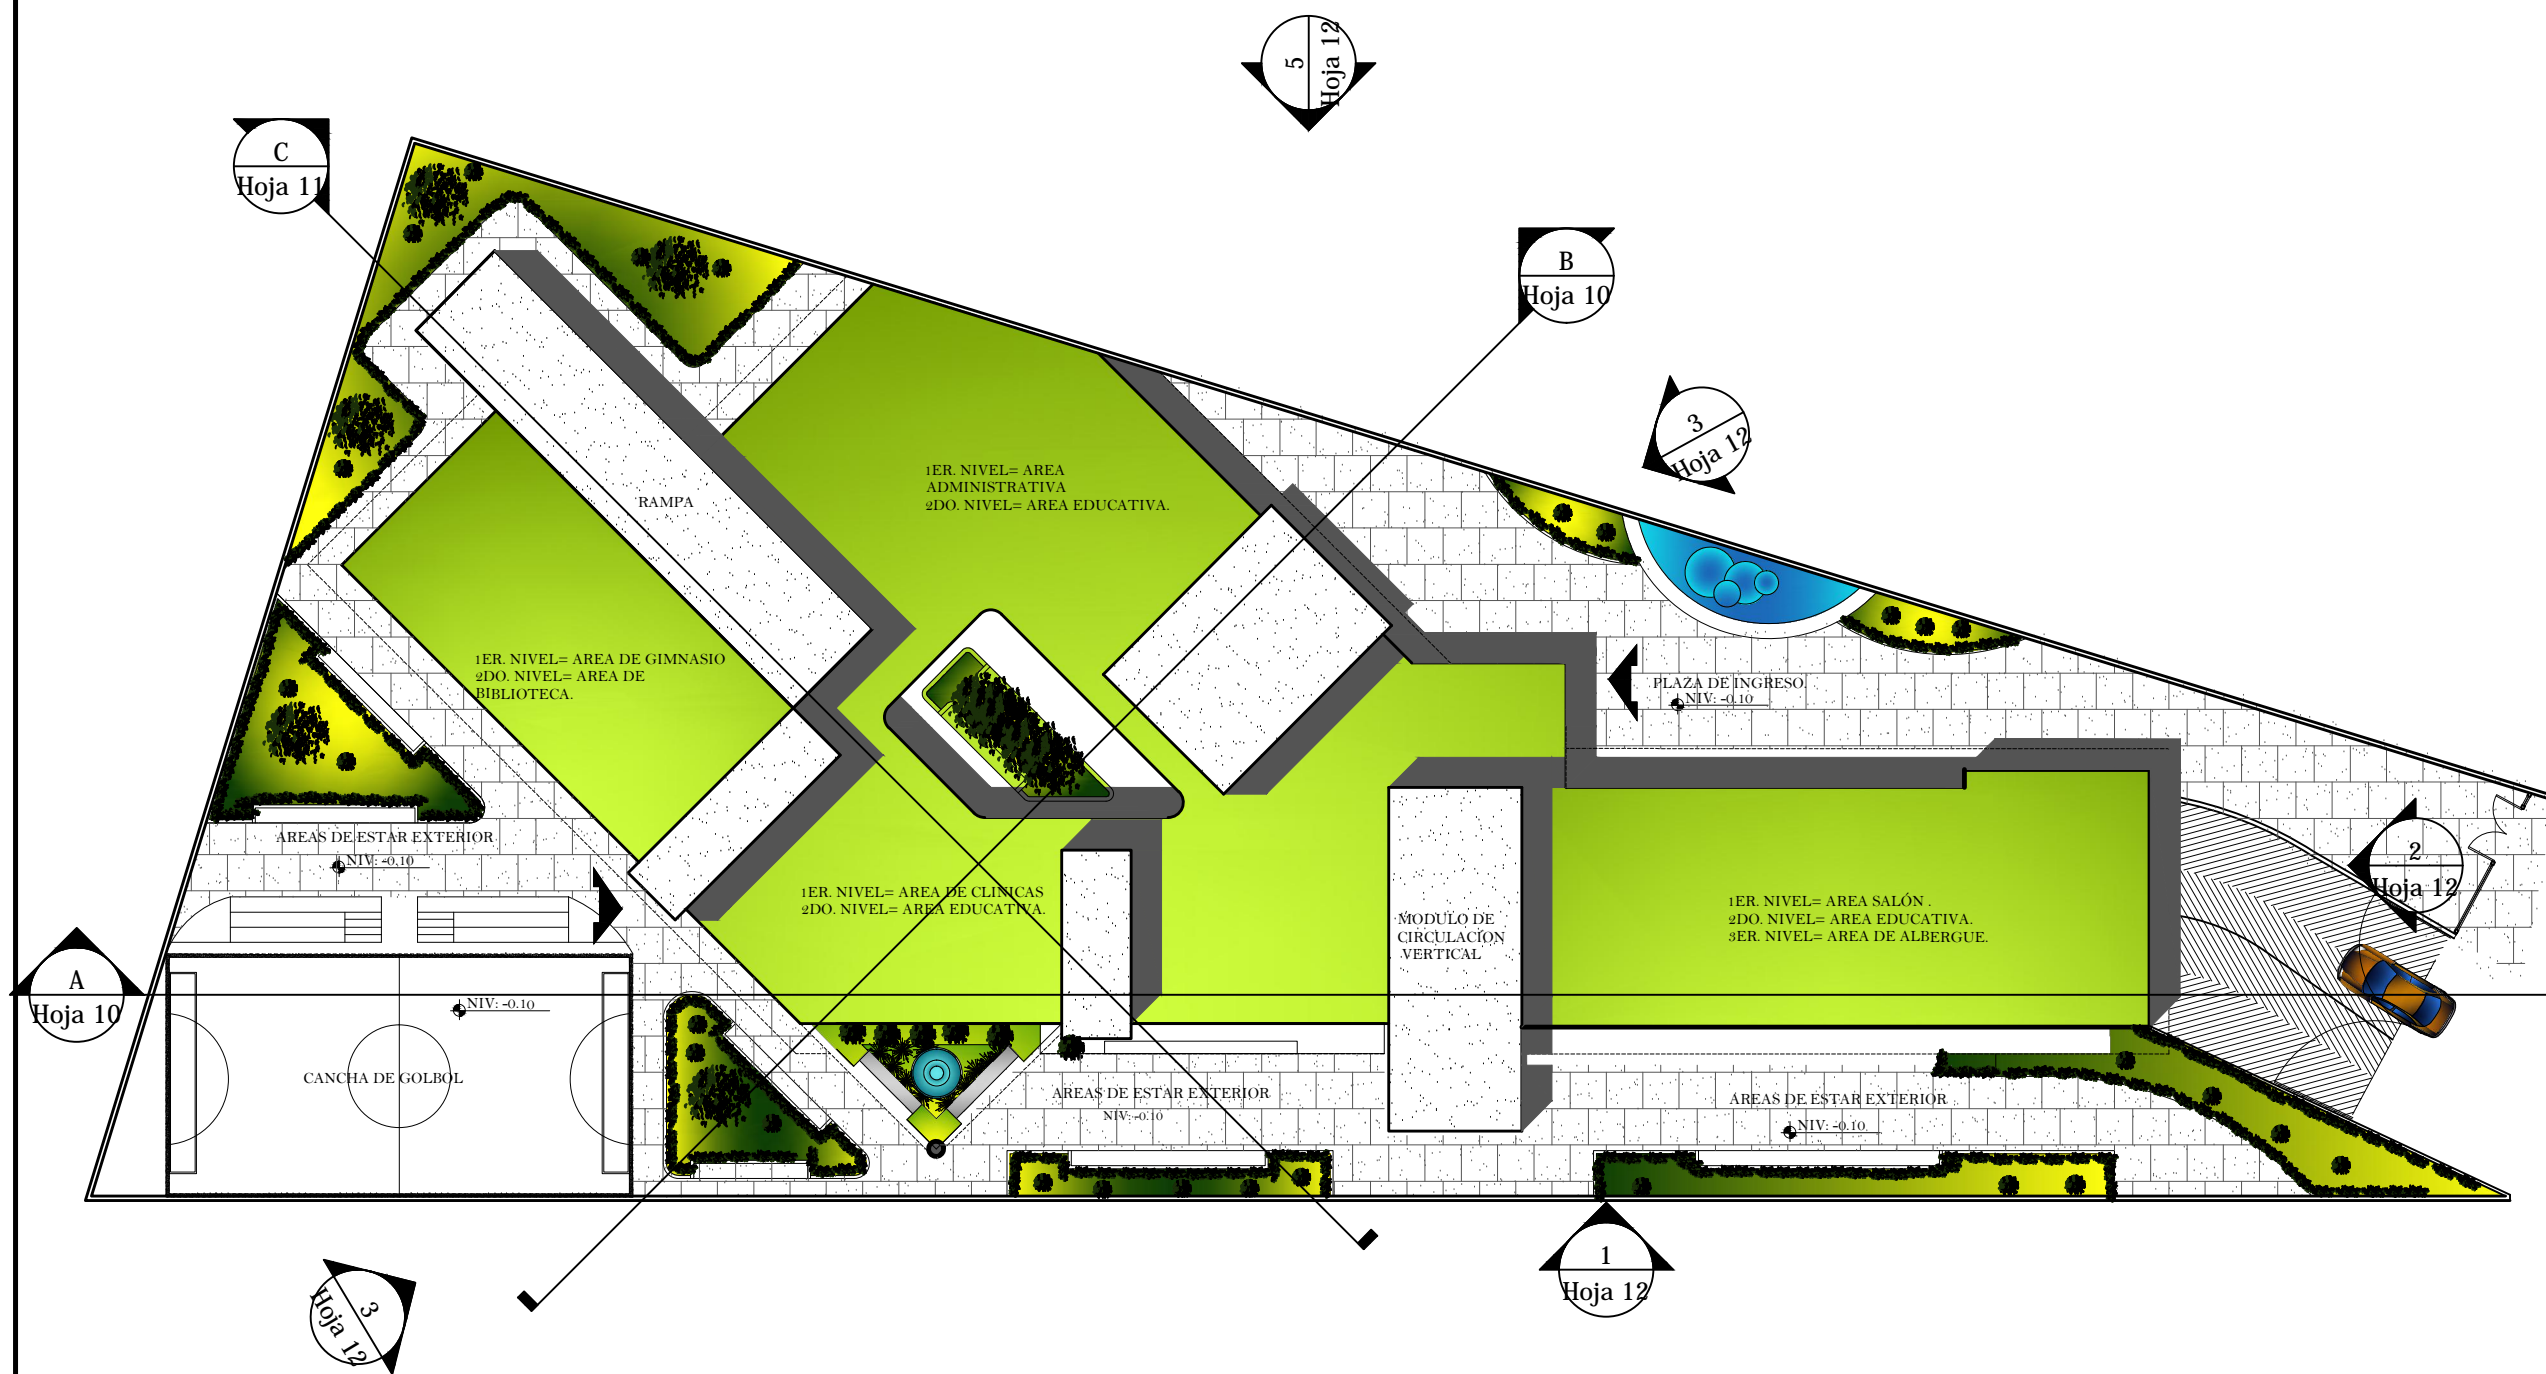 5
Hoja 12
C
Hoja 11
B
Hoja 10
3
Hoja 12
1ER. NIVEL= AREA
ADMINISTRATIVA
2DO. NIVEL= AREA EDUCATIVA.
RAMPA
1ER. NIVEL= AREA DE GIMNASIO
2DO. NIVEL= AREA DE
BIBLIOTECA.
PLAZA DE INGRESO.
NIV: -0.10
AREAS DE ESTAR EXTERIOR
NIV: -0.10
2
Hoja 12
1ER. NIVEL= AREA DE CLINICAS
2DO. NIVEL= AREA EDUCATIVA.
MODULO DE
CIRCULACION
VERTICAL
1ER. NIVEL= AREA SALÓN .
2DO. NIVEL= AREA EDUCATIVA.
3ER. NIVEL= AREA DE ALBERGUE.
A
Hoja 10
NIV: -0.10
CANCHA DE GOLBOL
AREAS DE ESTAR EXTERIOR
NIV: -0.10
AREAS DE ESTAR EXTERIOR
NIV: -0.10
1
Hoja 12
3
Hoja 12